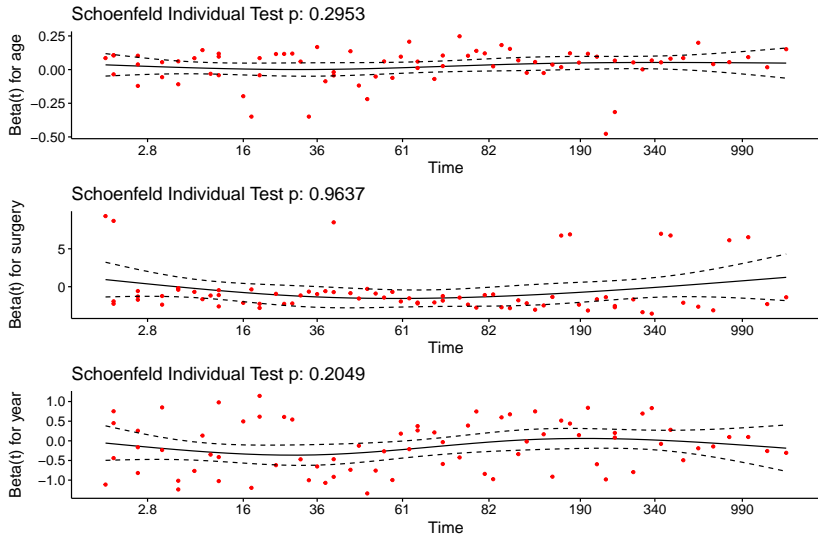 Schoenfeld Individual Test p: 0.2953
Beta(t) for age
0.25
0.00
−0.25
−0.50
2.8 16 36 61 82 190 340 990
Time
Schoenfeld Individual Test p: 0.9637
Beta(t) for surgery
5
0
2.8 16 36 61 82 190 340 990
Time
Schoenfeld Individual Test p: 0.2049
Beta(t) for year
1.0
0.5
0.0
−0.5
−1.0
2.8 16 36 61 82 190 340 990
Time